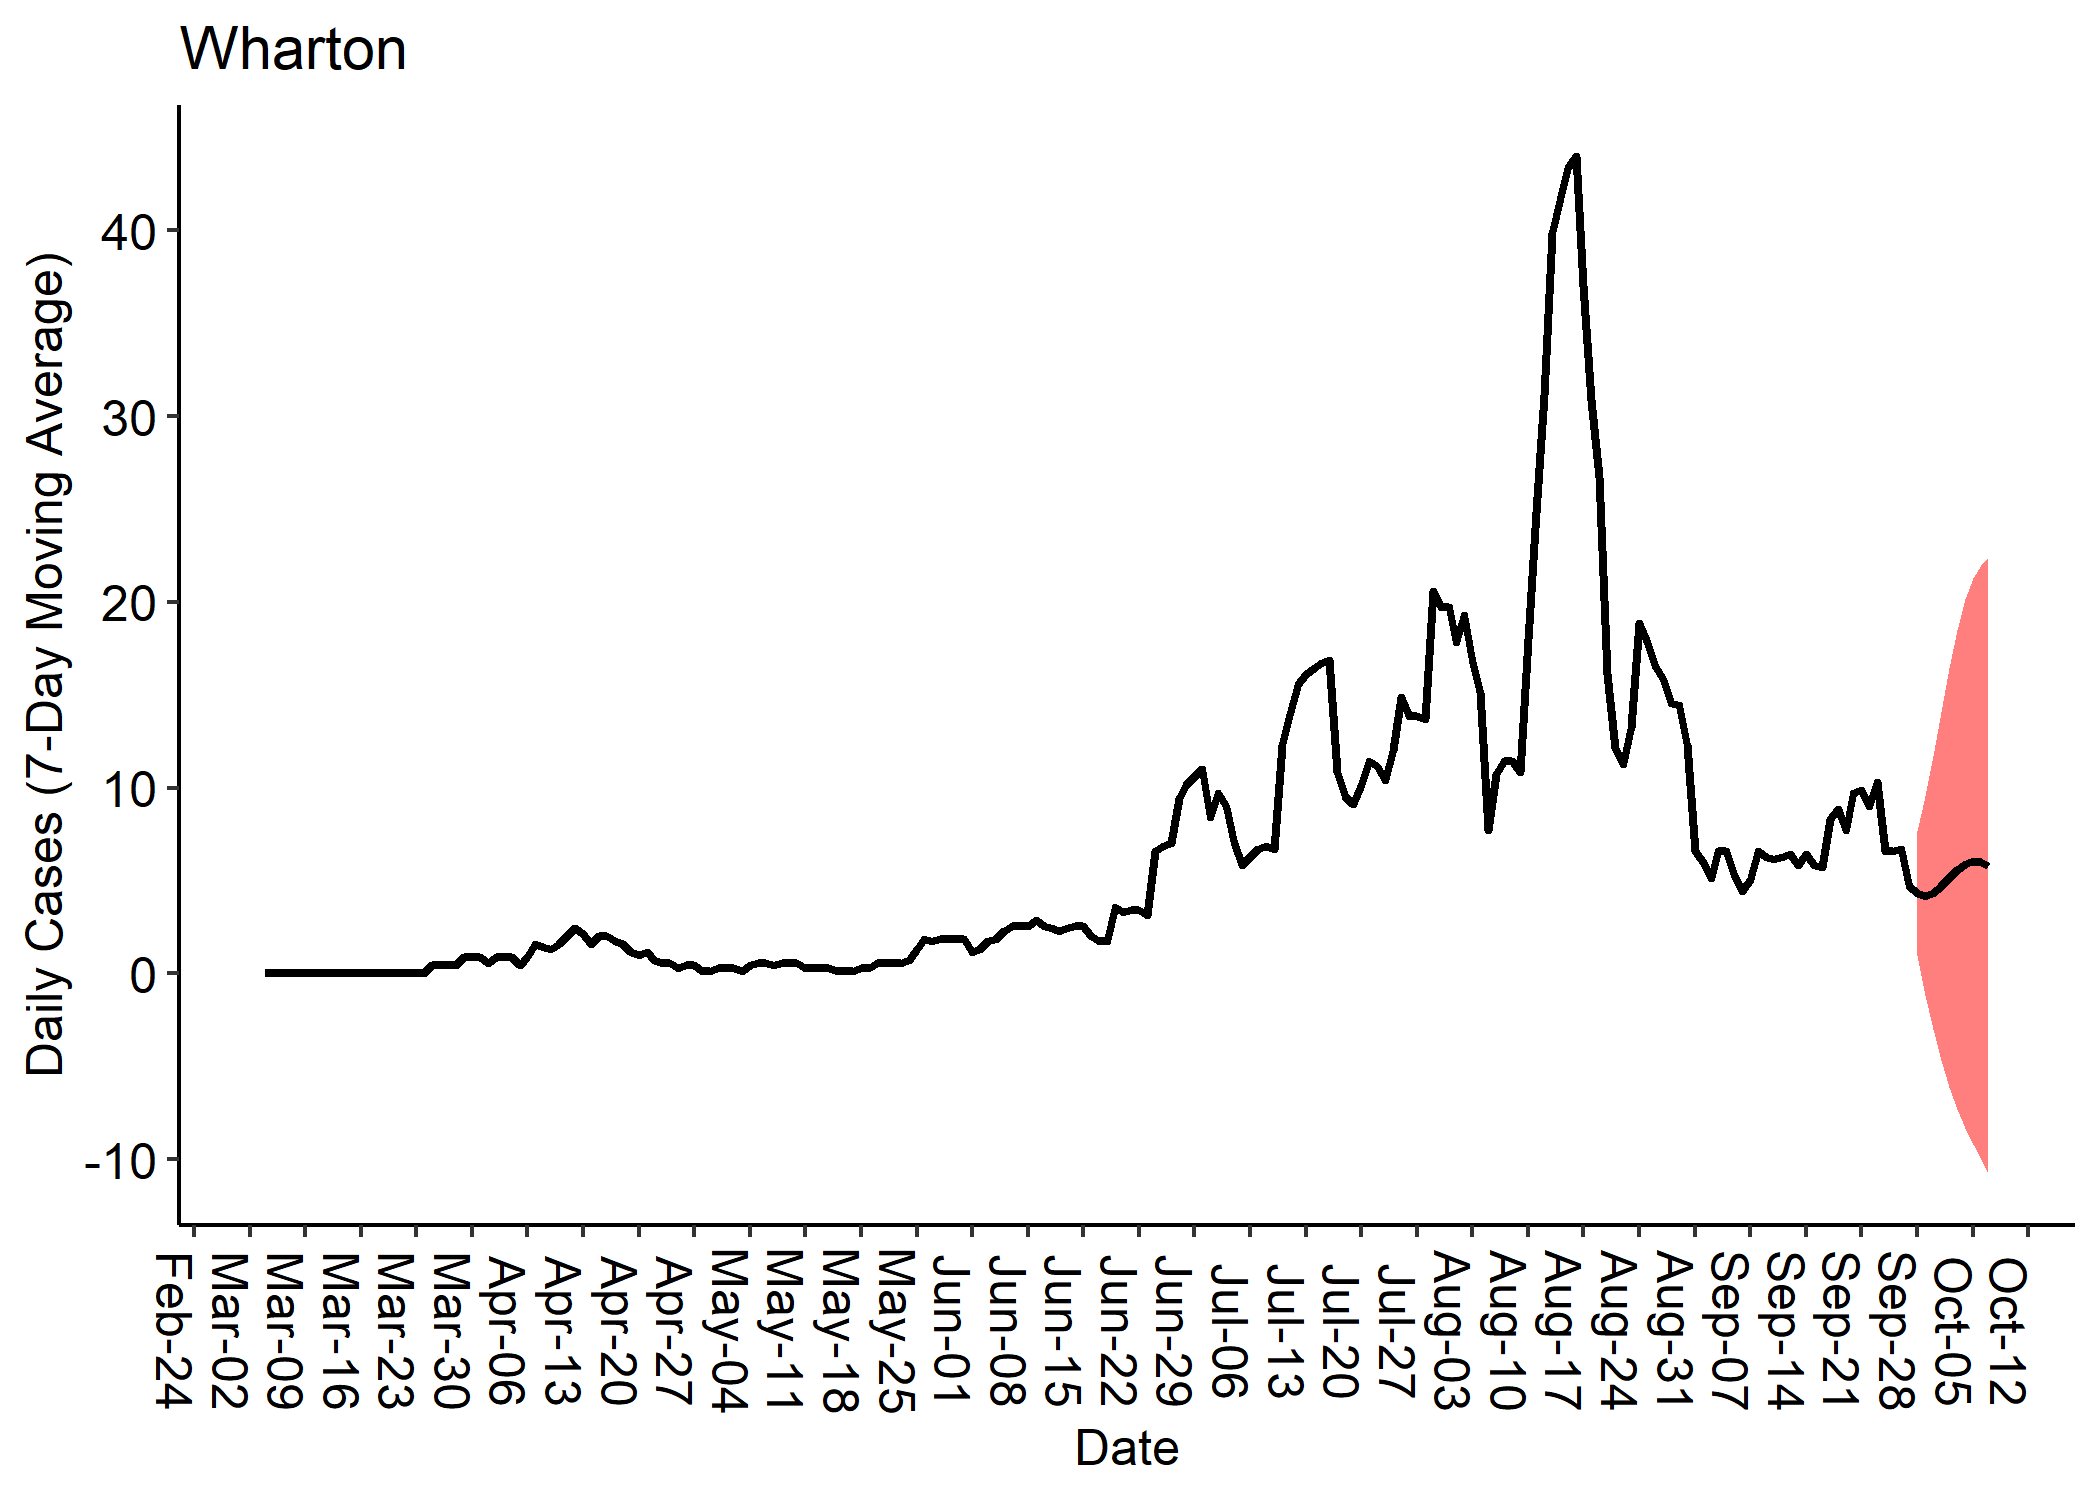 Wharton
Daily Cases (7-Day Moving Average)
40
30
20
10
0
-10
Feb-24
Mar-02
Mar-09
Mar-16
Mar-23
Mar-30
Apr-06
Apr-13
Apr-20
Apr-27
May-04
May-11
May-18
May-25
Jun-01
Jun-08
Jun-15
Jun-22
Jun-29
Jul-06
Jul-13
Jul-20
Jul-27
Aug-03
Aug-10
Aug-17
Aug-24
Aug-31
Sep-07
Sep-14
Sep-21
Sep-28
Oct-05
Oct-12
Date